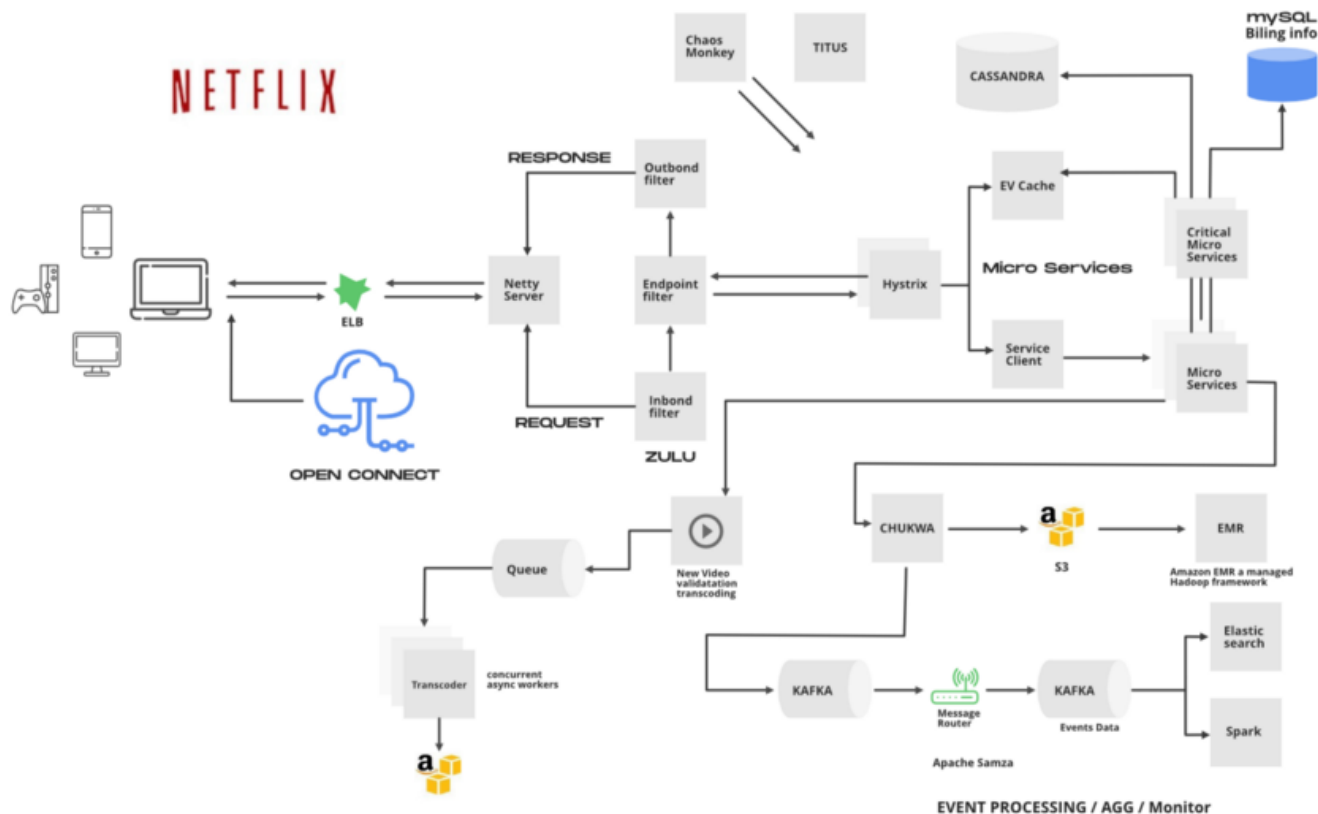 NETFLIX
Chaos
Monkey
TITUS
CASSANDRA
mySQL
Biling info
RESPONSE
Outbond
filter
EV Cache
Critical
Micro
Services
Netty
Server
Endpoint
filter
Hystrix
Micro Services
ELB
Service
Client
Micro
Services
Inbond
filter
REQUEST
ZULU
OPEN CONNECT
CHUKWA
a
S3
EMR
Amazon EMR a managed
Hadoop framework
New Video
validatation
transcoding
Queue
Transcoder
concurrent
async workers
a
KAFKA
Message
Router
KAFKA
Events Data
Elastic
search
Spark
Apache Samza
EVENT PROCESSING / AGG / Monitor